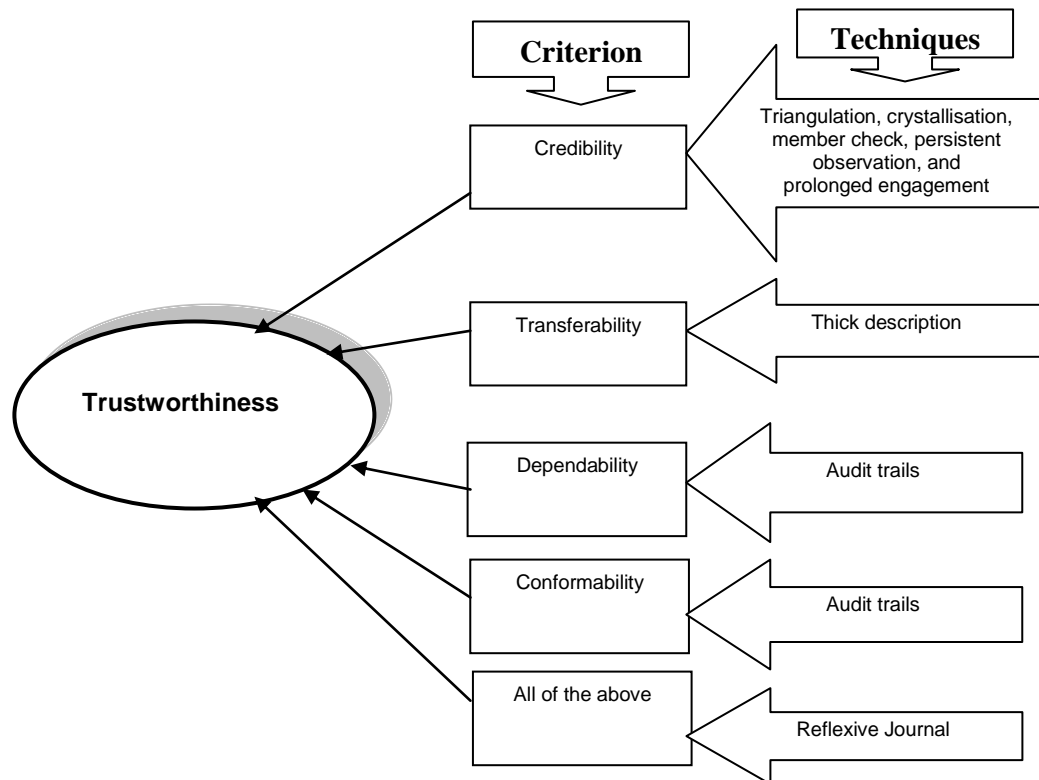 Criterion
Techniques
Credibility
Triangulation, crystallisation,
member check, persistent
observation, and
prolonged engagement
Transferability
Thick description
Trustworthiness
Dependability
Audit trails
Conformability
Audit trails
All of the above
Reflexive Journal